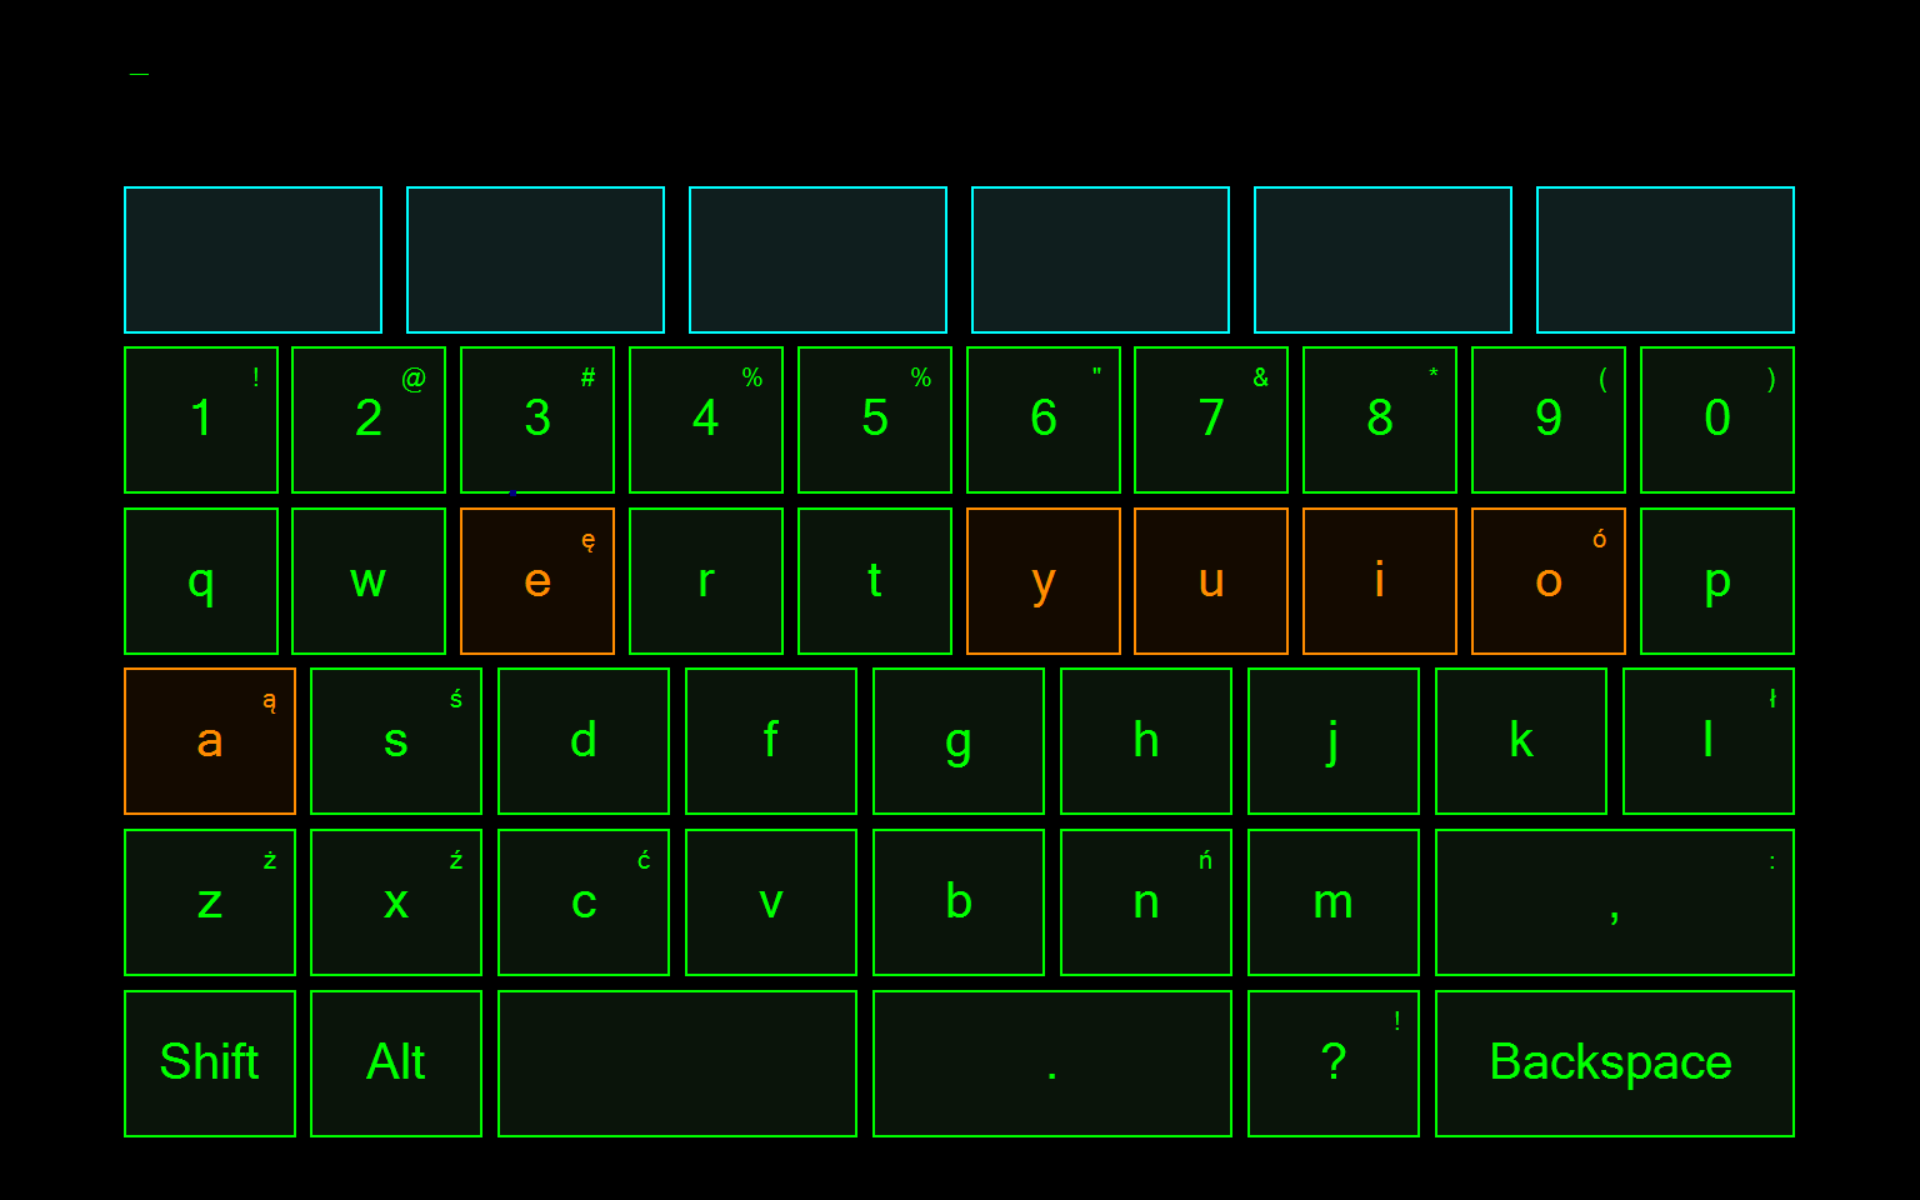 _
1 ! 2 @ 3 # 4 % 5 % 6 " 7 & 8 * 9 ( 0 )
q w e ę r t y u i o ó p
a ą s ś d f g h j k l ł
z ż x ź c ć v b n ń m , :
Shift Alt . ? ! Backspace